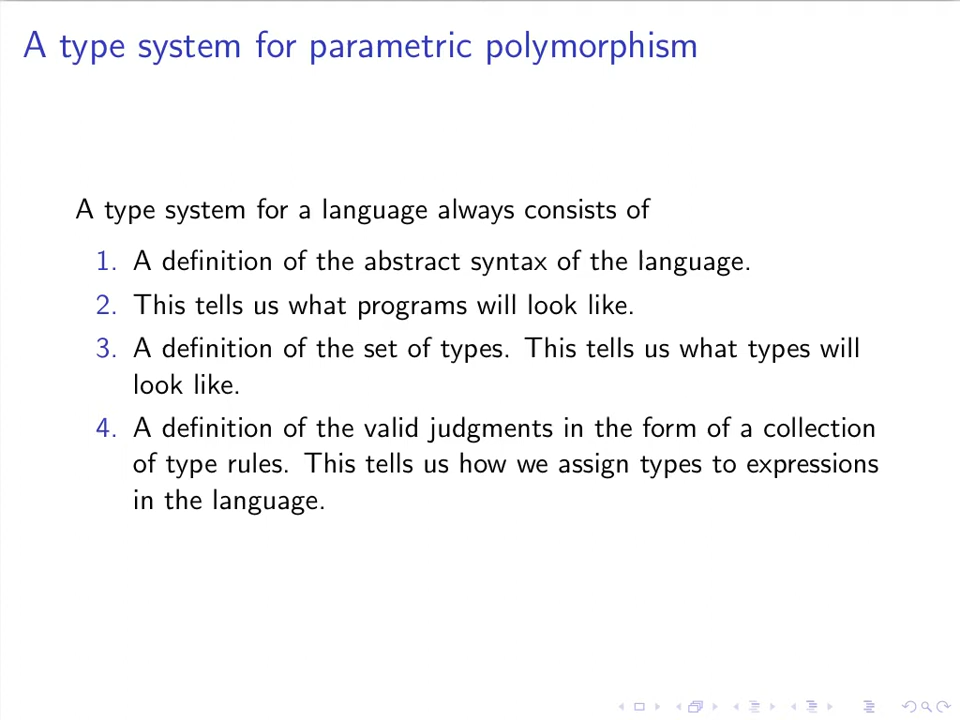 A type system for parametric polymorphism
A type system for a language always consists of
1. A definition of the abstract syntax of the language.
2. This tells us what programs will look like.
3. A definition of the set of types. This tells us what types will
look like.
4. A definition of the valid judgments in the form of a collection
of type rules. This tells us how we assign types to expressions
in the language.